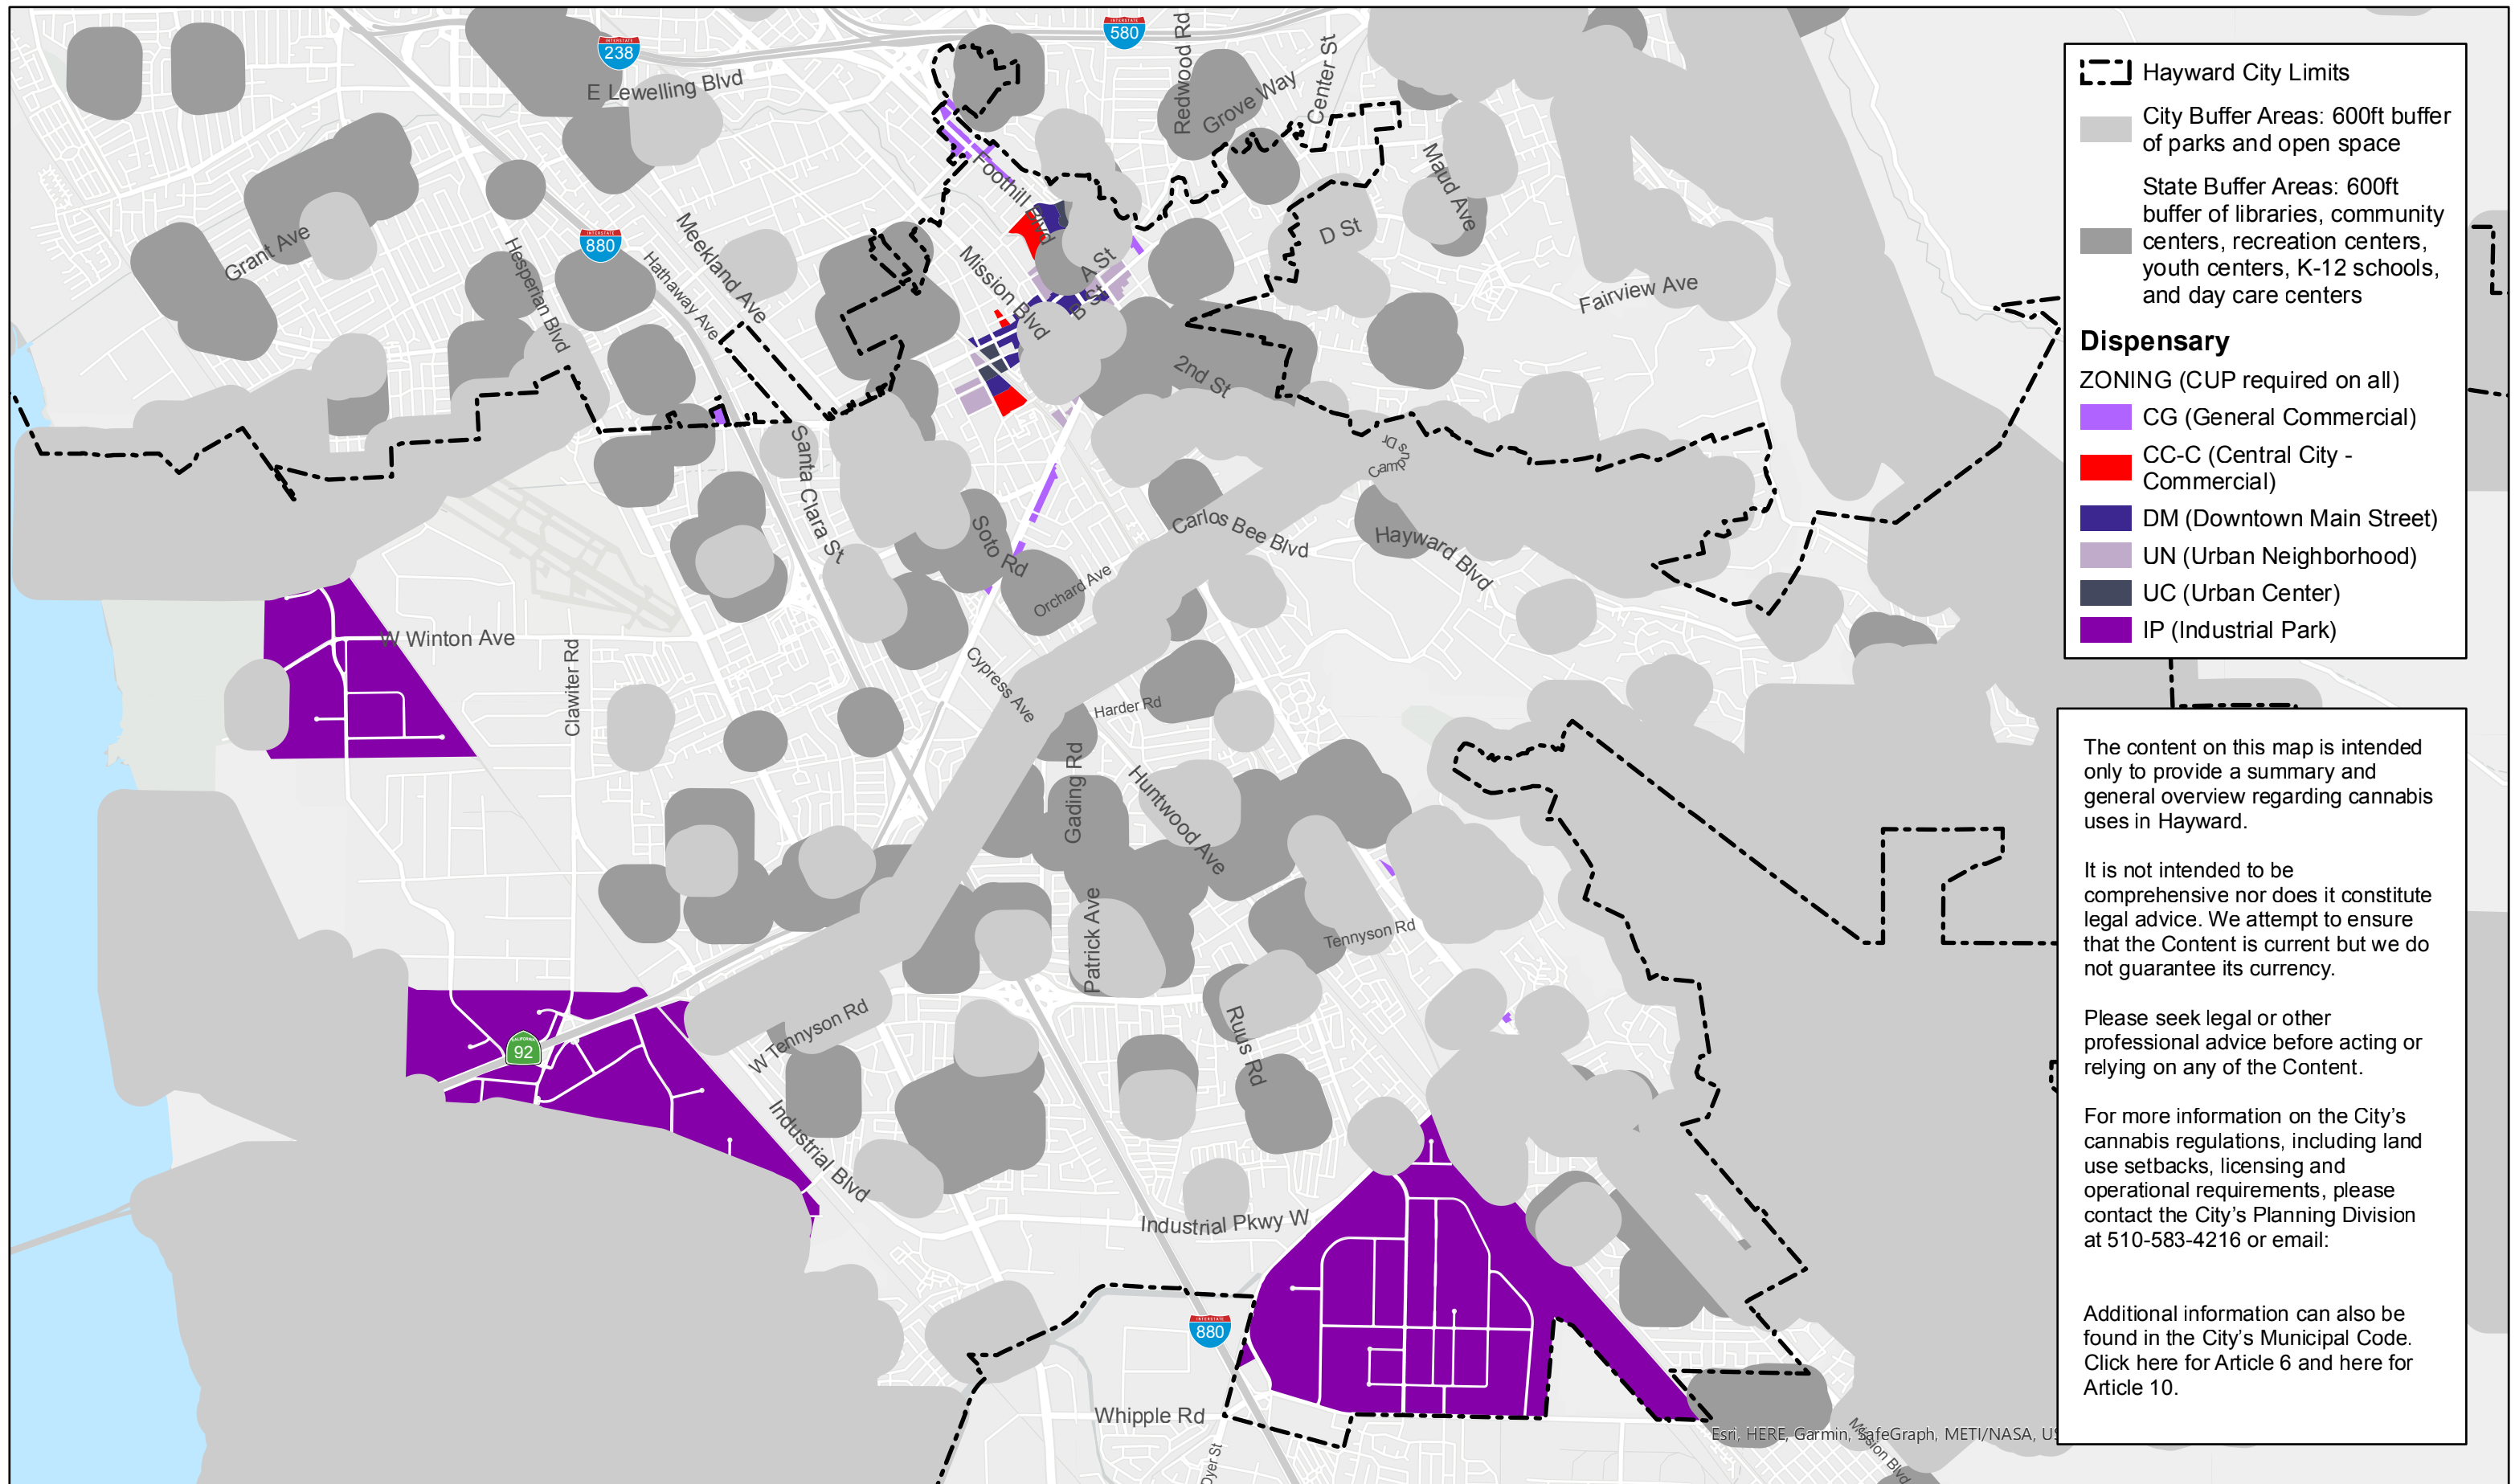 INTERSTATE
238
INTERSTATE
580
E Lewelling Blvd
Redwood Rd
Grove Way
Center St
Maud Ave
Foothill Blvd
Grant Ave
INTERSTATE
880
Hesperian Blvd
Hathaway Ave
Meekland Ave
Mission Blvd
A St
B St
D St
Fairview Ave
2nd St
Santa Clara St
Campus Dr
Carlos Bee Blvd
Hayward Blvd
Soto Rd
Orchard Ave
W Winton Ave
Clawiter Rd
Cypress Ave
Harder Rd
Gading Rd
Huntwood Ave
Patrick Ave
Tennyson Rd
CALIFORNIA
92
W Tennyson Rd
Ruus Rd
Industrial Blvd
Industrial Pkwy W
INTERSTATE
880
Whipple Rd
Dyer St
Mission Blvd
Esri, HERE, Garmin, SafeGraph, METI/NASA, US
Hayward City Limits
City Buffer Areas: 600ft buffer
of parks and open space
State Buffer Areas: 600ft
buffer of libraries, community
centers, recreation centers,
youth centers, K-12 schools,
and day care centers
Dispensary
ZONING (CUP required on all)
CG (General Commercial)
CC-C (Central City -
Commercial)
DM (Downtown Main Street)
UN (Urban Neighborhood)
UC (Urban Center)
IP (Industrial Park)
The content on this map is intended
only to provide a summary and
general overview regarding cannabis
uses in Hayward.
It is not intended to be
comprehensive nor does it constitute
legal advice. We attempt to ensure
that the Content is current but we do
not guarantee its currency.
Please seek legal or other
professional advice before acting or
relying on any of the Content.
For more information on the City's
cannabis regulations, including land
use setbacks, licensing and
operational requirements, please
contact the City's Planning Division
at 510-583-4216 or email:
Additional information can also be
found in the City's Municipal Code.
Click here for Article 6 and here for
Article 10.